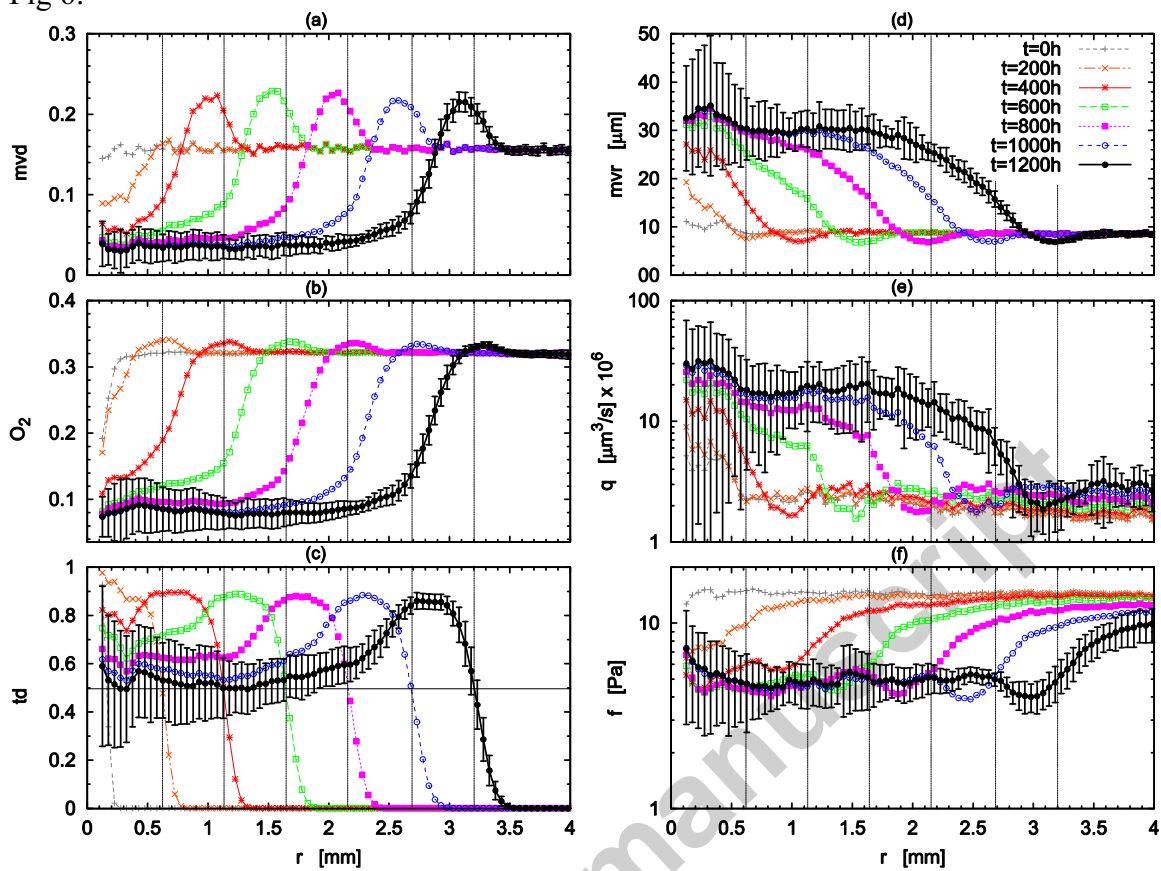 Fig 6:
(a)
0.3
0.2
0.1
0
mvd
(b)
0.4
0.3
0.2
0.1
O2
(c)
1
0.8
0.6
0.4
0.2
0
td
0 0.5 1 1.5 2 2.5 3 3.5 4
r [mm]
(d)
50
40
30
20
10
00
mvr [μm]
t=0h
t=200h
t=400h
t=600h
t=800h
t=1000h
t=1200h
(e)
100
10
1
q [μm³/s] x 10⁶
(f)
10
1
f [Pa]
0 0.5 1 1.5 2 2.5 3 3.5 4
r [mm]
manuscript